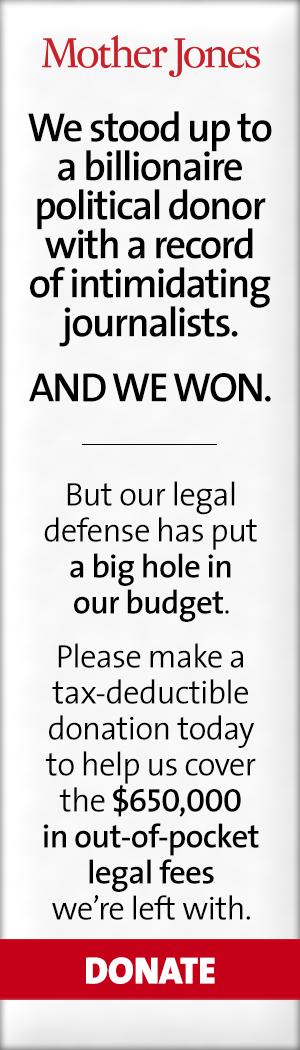 Mother Jones
We stood up to
a billionaire
political donor
with a record
of intimidating
journalists.
AND WE WON.
But our legal
defense has put
a big hole in
our budget.
Please make a
tax-deductible
donation today
to help us cover
the $650,000
in out-of-pocket
legal fees
we're left with.
DONATE